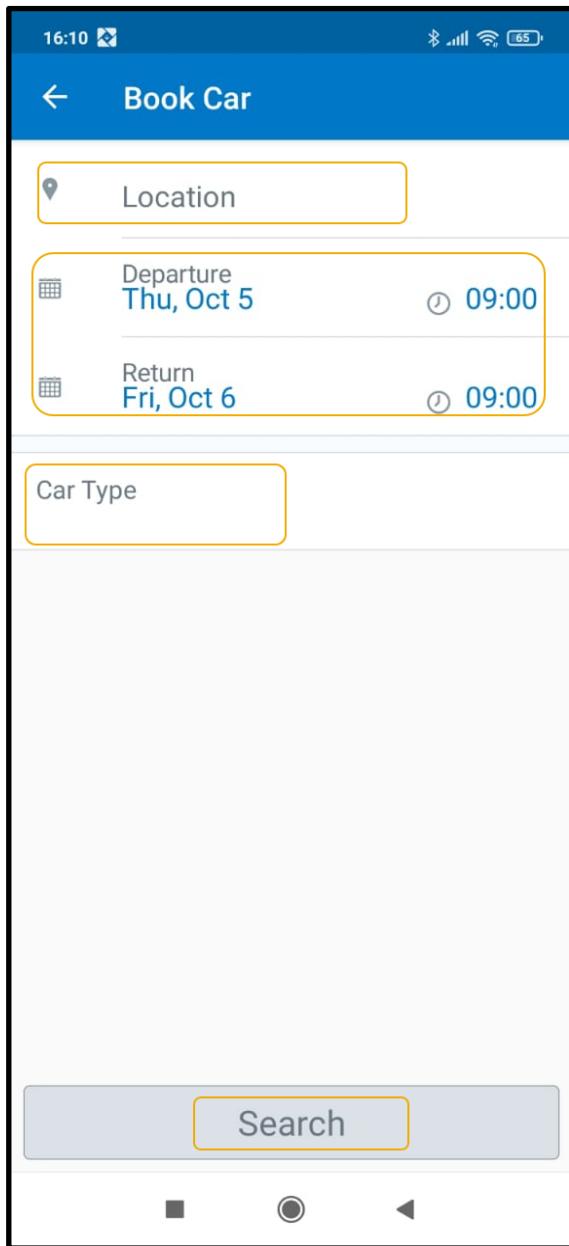 16:10 65
Book Car
Location
Departure
Thu, Oct 5 09:00
Return
Fri, Oct 6 09:00
Car Type
Search